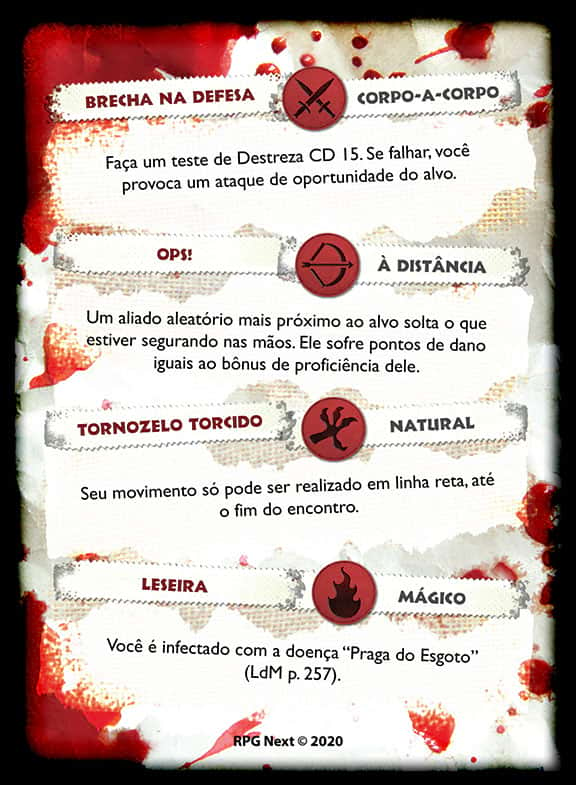 BRECHA NA DEFESA CORPO-A-CORPO
Faça um teste de Destreza CD 15. Se falhar, você
provoca um ataque de oportunidade do alvo.
OPS! À DISTÂNCIA
Um aliado aleatório mais próximo ao alvo solta o que
estiver segurando nas mãos. Ele sofre pontos de dano
iguais ao bônus de proficiência dele.
TORNOZELO TORCIDO NATURAL
Seu movimento só pode ser realizado em linha reta, até
o fim do encontro.
LESEIRA MÁGICO
Você é infectado com a doença “Praga do Esgoto”
(LdM p. 257).
RPG Next © 2020